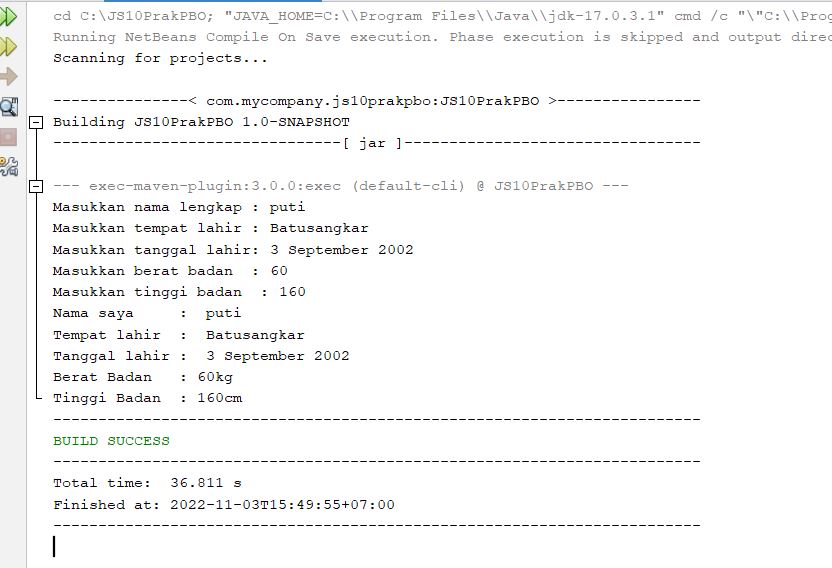 cd C:\JS10PrakPBO; "JAVA_HOME=C:\\Program Files\\Java\\jdk-17.0.3.1" cmd /c "\"C:\\Prog
Running NetBeans Compile On Save execution. Phase execution is skipped and output direc
Scanning for projects...
---------------< com.mycompany.js10prakpbo:JS10PrakPBO >----------------
Building JS10PrakPBO 1.0-SNAPSHOT
--------------------------------[ jar ]---------------------------------
--- exec-maven-plugin:3.0.0:exec (default-cli) @ JS10PrakPBO ---
Masukkan nama lengkap : puti
Masukkan tempat lahir : Batusangkar
Masukkan tanggal lahir: 3 September 2002
Masukkan berat badan  : 60
Masukkan tinggi badan  : 160
Nama saya     :  puti
Tempat lahir  :  Batusangkar
Tanggal lahir :  3 September 2002
Berat Badan   : 60kg
Tinggi Badan  : 160cm
------------------------------------------------------------------------
BUILD SUCCESS
------------------------------------------------------------------------
Total time:  36.811 s
Finished at: 2022-11-03T15:49:55+07:00
------------------------------------------------------------------------